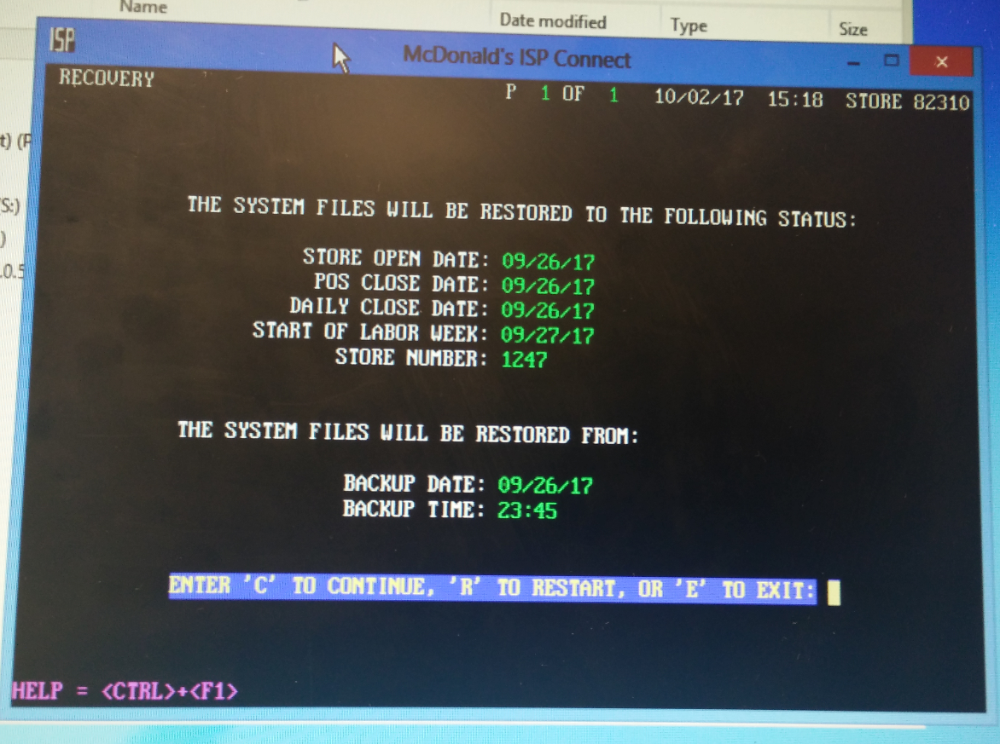 Name
Date modified
Type
Size
ISP
McDonald's ISP Connect
RECOVERY
P 1 OF 1 10/02/17 15:18 STORE 82310
t) (P
S:)
)
.0.5
THE SYSTEM FILES WILL BE RESTORED TO THE FOLLOWING STATUS:
STORE OPEN DATE: 09/26/17
POS CLOSE DATE: 09/26/17
DAILY CLOSE DATE: 09/26/17
START OF LABOR WEEK: 09/27/17
STORE NUMBER: 1247
THE SYSTEM FILES WILL BE RESTORED FROM:
BACKUP DATE: 09/26/17
BACKUP TIME: 23:45
ENTER 'C' TO CONTINUE, 'R' TO RESTART, OR 'E' TO EXIT:
HELP = <CTRL>+<F1>